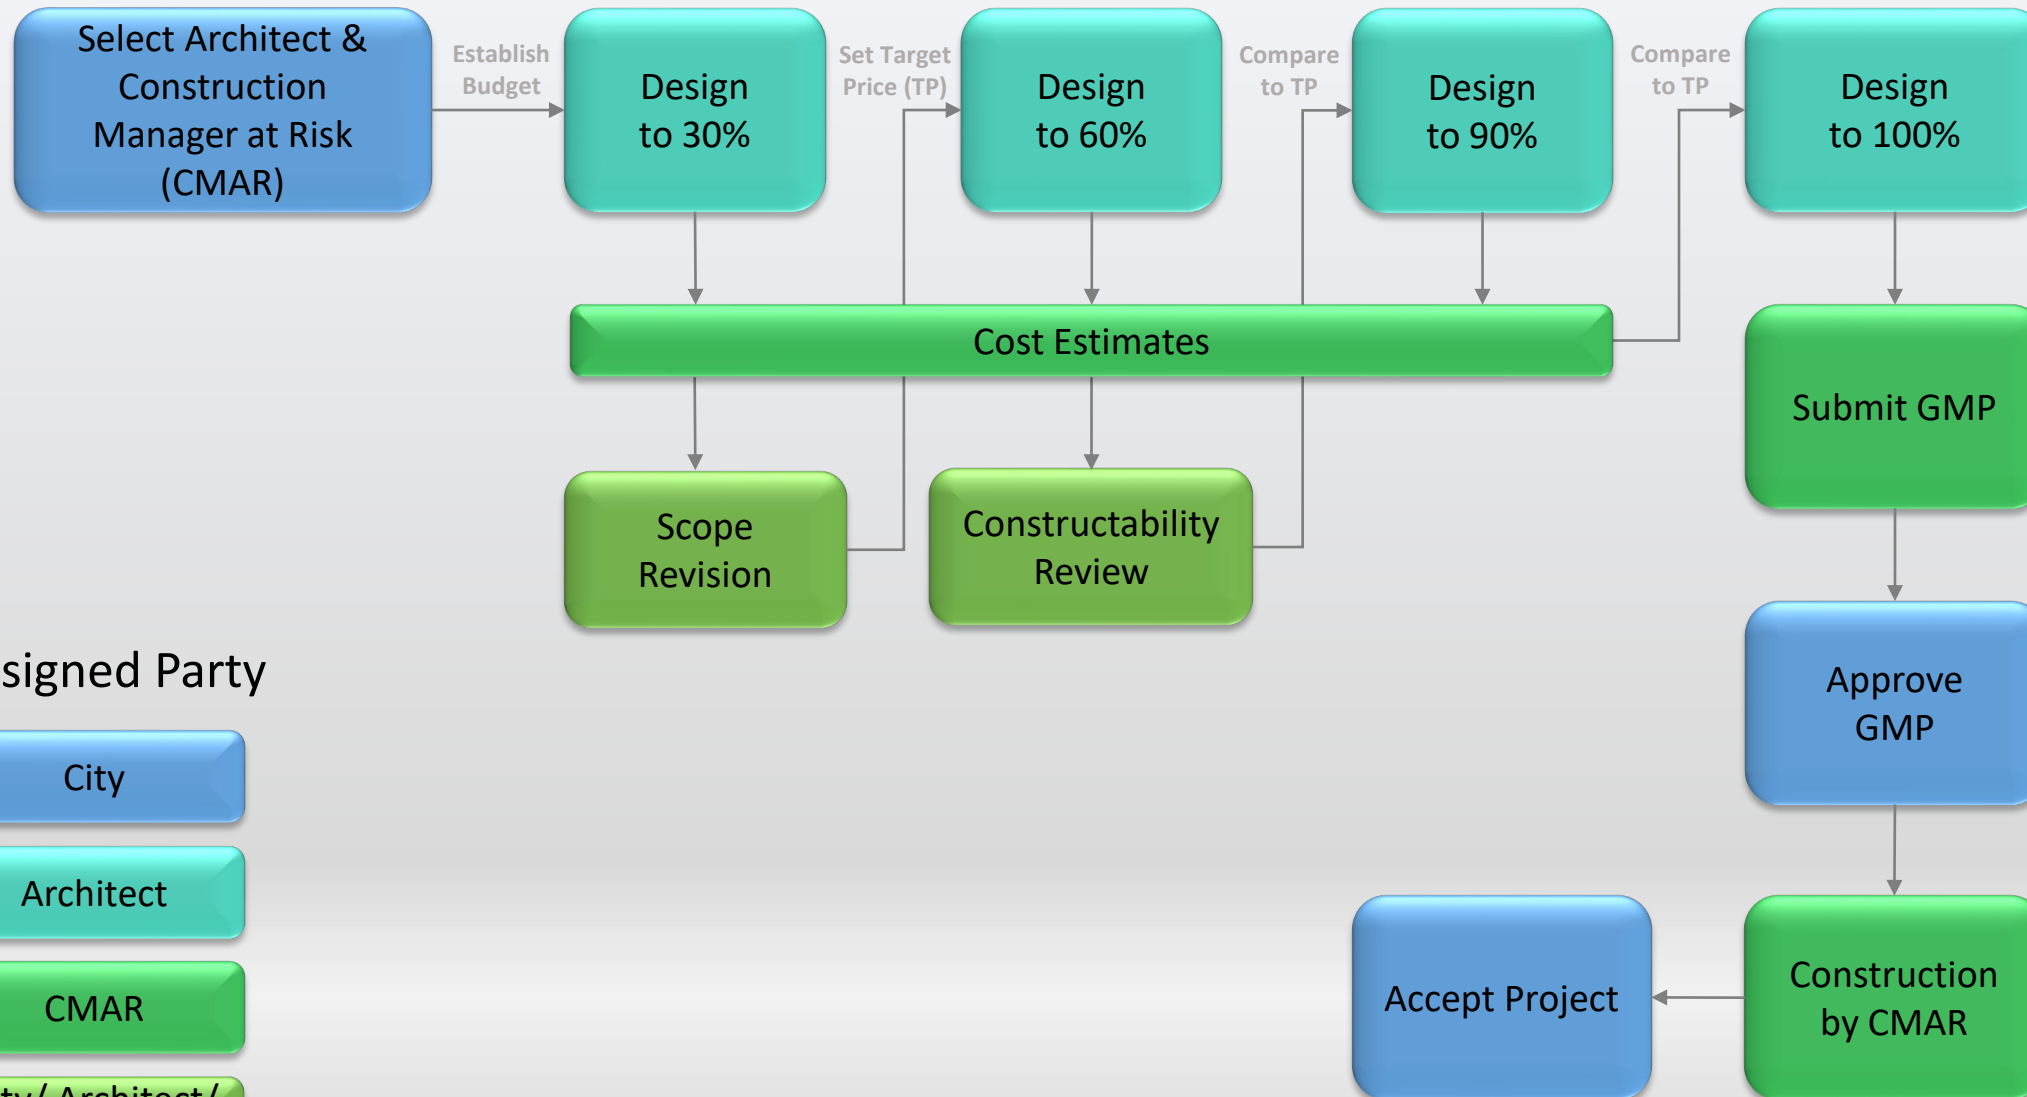 Select Architect &
Construction
Manager at Risk
(CMAR)
Establish
Budget
Design
to 30%
Set Target
Price (TP)
Design
to 60%
Compare
to TP
Design
to 90%
Compare
to TP
Design
to 100%
Cost Estimates
Submit GMP
Scope
Revision
Constructability
Review
Approve
GMP
signed Party
City
Architect
CMAR
ty/ Architect/
Accept Project
Construction
by CMAR